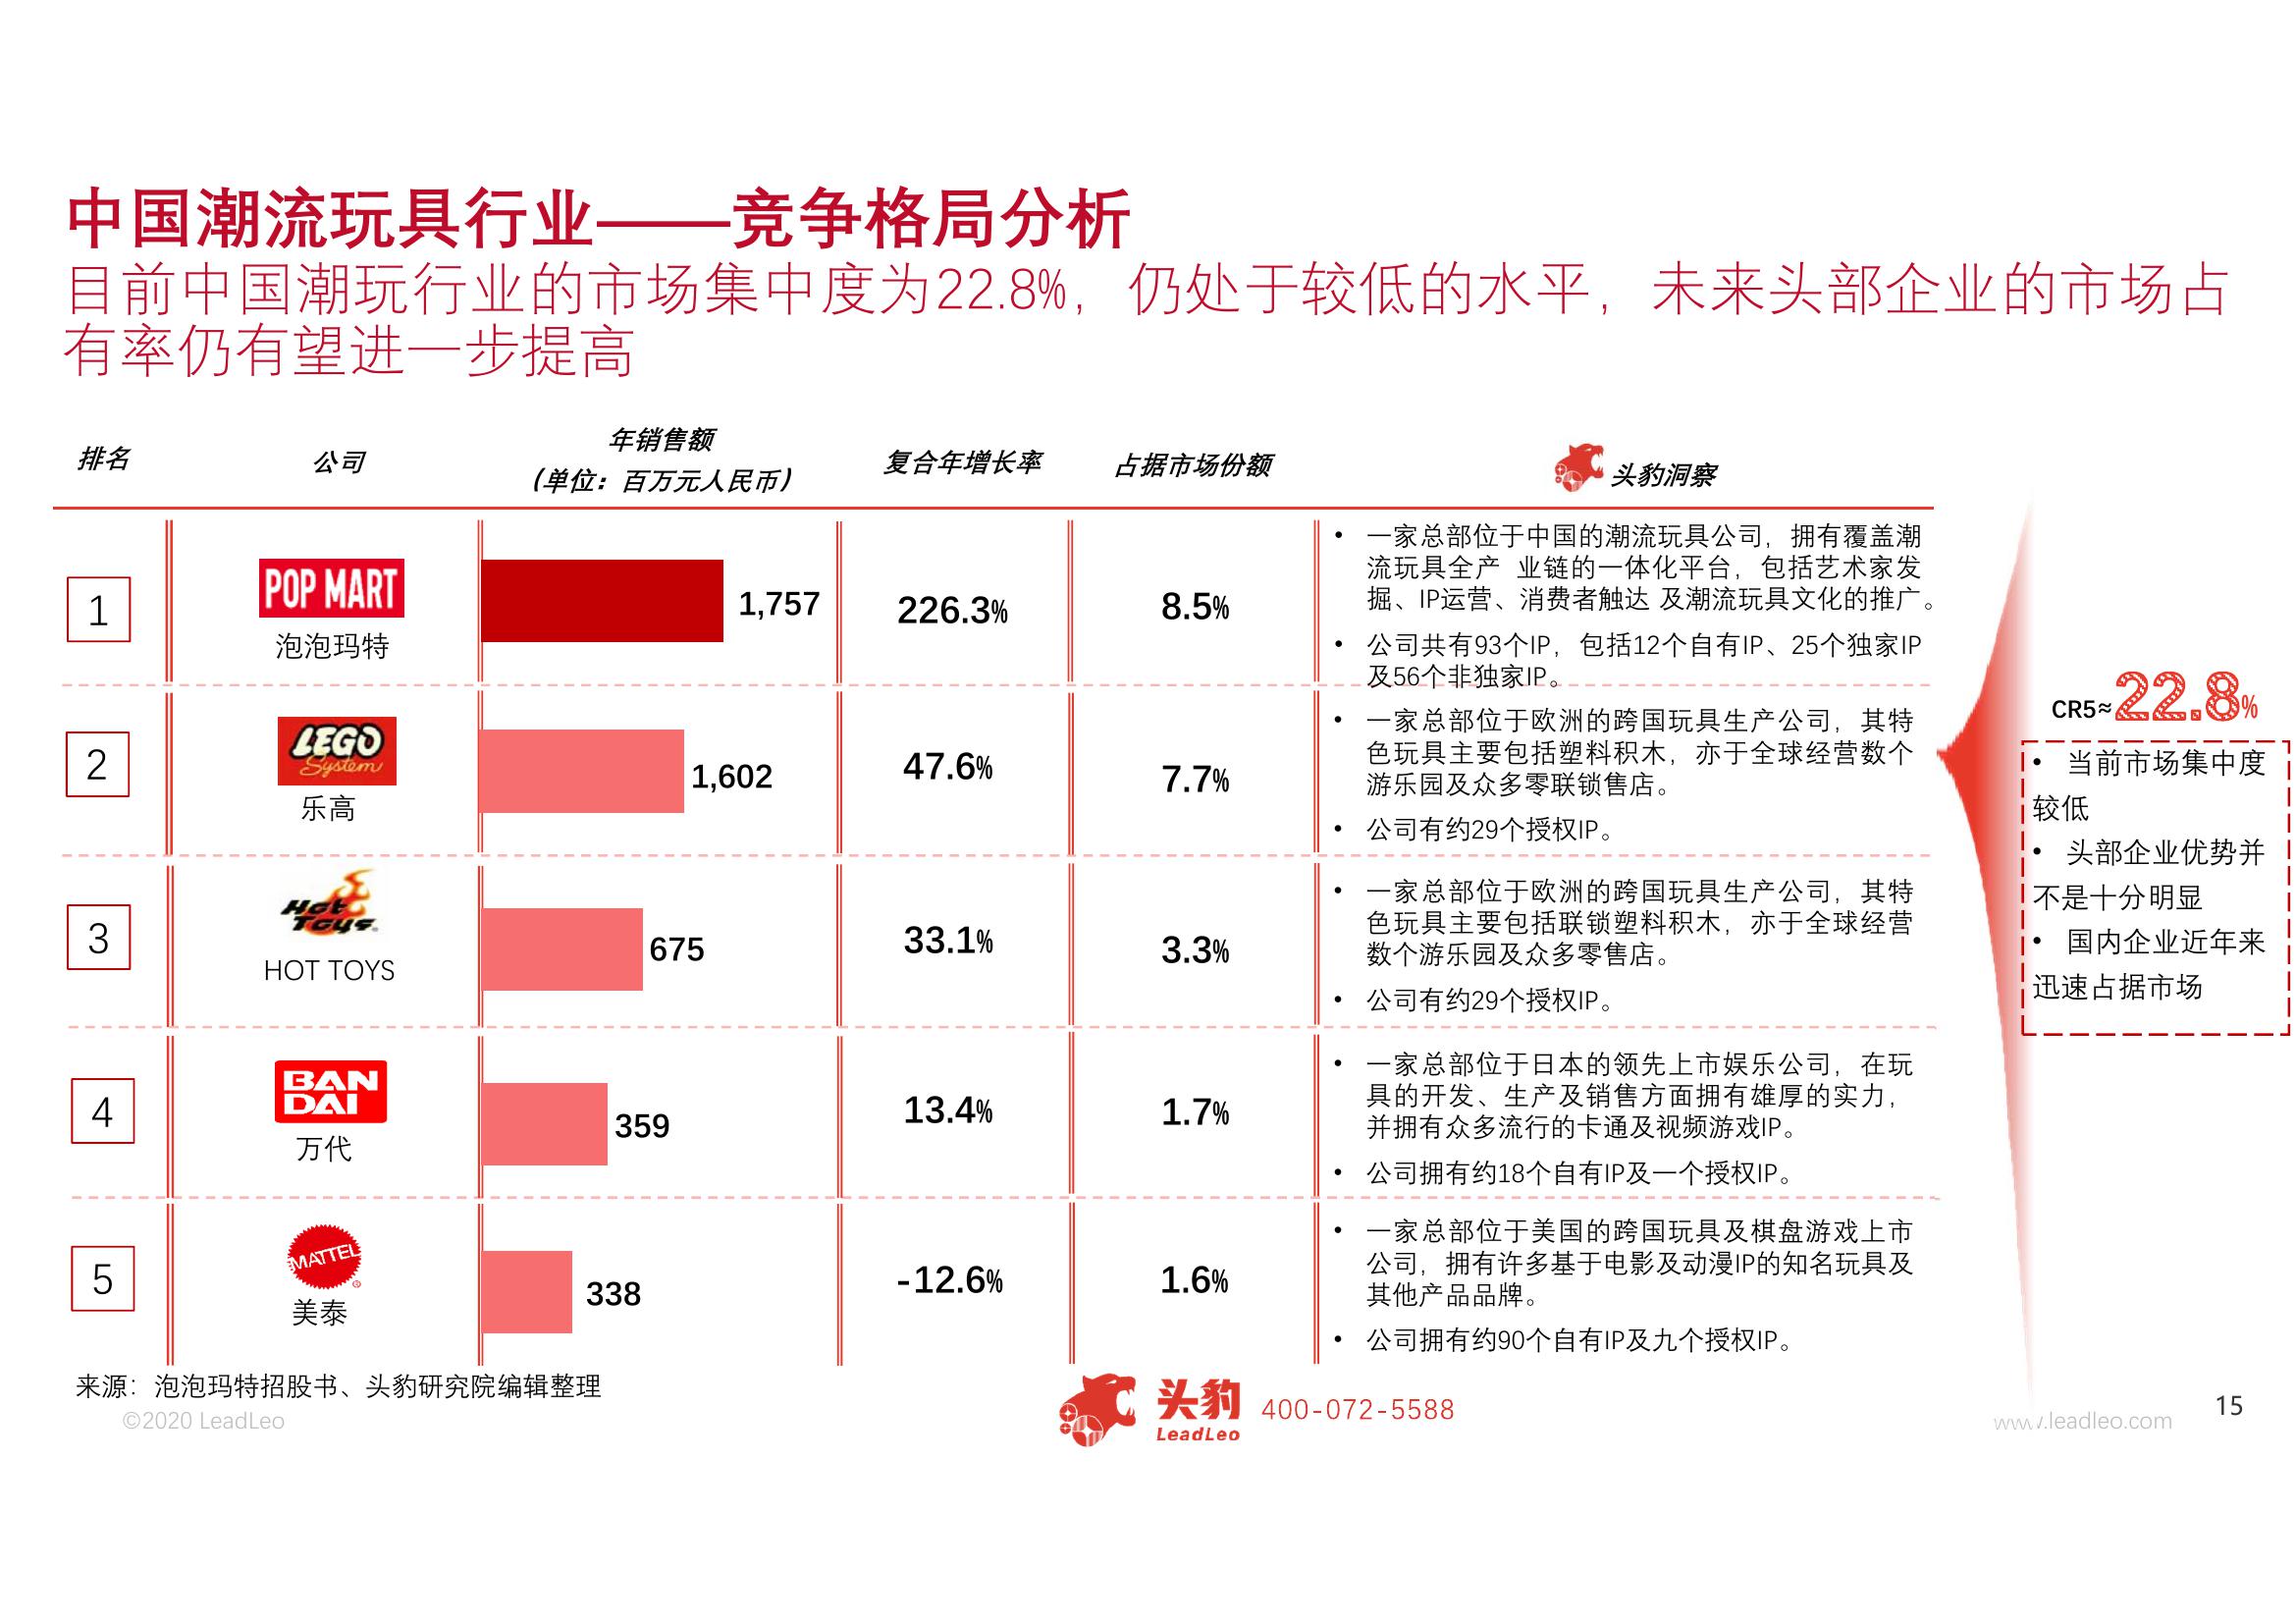 中国潮流玩具行业——竞争格局分析
目前中国潮玩行业的市场集中度为22.8%，仍处于较低的水平，未来头部企业的市场占
有率仍有望进一步提高
排名
公司
年销售额
（单位：百万元人民币）
复合年增长率
占据市场份额
头豹洞察
1
POP MART
泡泡玛特
1,757
226.3%
8.5%
• 一家总部位于中国的潮流玩具公司，拥有覆盖潮
流玩具全产 业链的一体化平台，包括艺术家发
掘、IP运营、消费者触达 及潮流玩具文化的推广。
• 公司共有93个IP，包括12个自有IP、25个独家IP
及56个非独家IP。
2
LEGO
System
乐高
1,602
47.6%
7.7%
• 一家总部位于欧洲的跨国玩具生产公司，其特
色玩具主要包括塑料积木，亦于全球经营数个
游乐园及众多零联锁售店。
• 公司有约29个授权IP。
3
Hot
Toys
HOT TOYS
675
33.1%
3.3%
• 一家总部位于欧洲的跨国玩具生产公司，其特
色玩具主要包括联锁塑料积木，亦于全球经营
数个游乐园及众多零售店。
• 公司有约29个授权IP。
4
BAN
DAI
万代
359
13.4%
1.7%
• 一家总部位于日本的领先上市娱乐公司，在玩
具的开发、生产及销售方面拥有雄厚的实力，
并拥有众多流行的卡通及视频游戏IP。
• 公司拥有约18个自有IP及一个授权IP。
5
MATTEL
美泰
338
-12.6%
1.6%
• 一家总部位于美国的跨国玩具及棋盘游戏上市
公司，拥有许多基于电影及动漫IP的知名玩具及
其他产品品牌。
• 公司拥有约90个自有IP及九个授权IP。
CR5≈22.8%
• 当前市场集中度
较低
• 头部企业优势并
不是十分明显
• 国内企业近年来
迅速占据市场
来源：泡泡玛特招股书、头豹研究院编辑整理
©2020 LeadLeo
头豹
LeadLeo
400-072-5588
www.leadleo.com
15